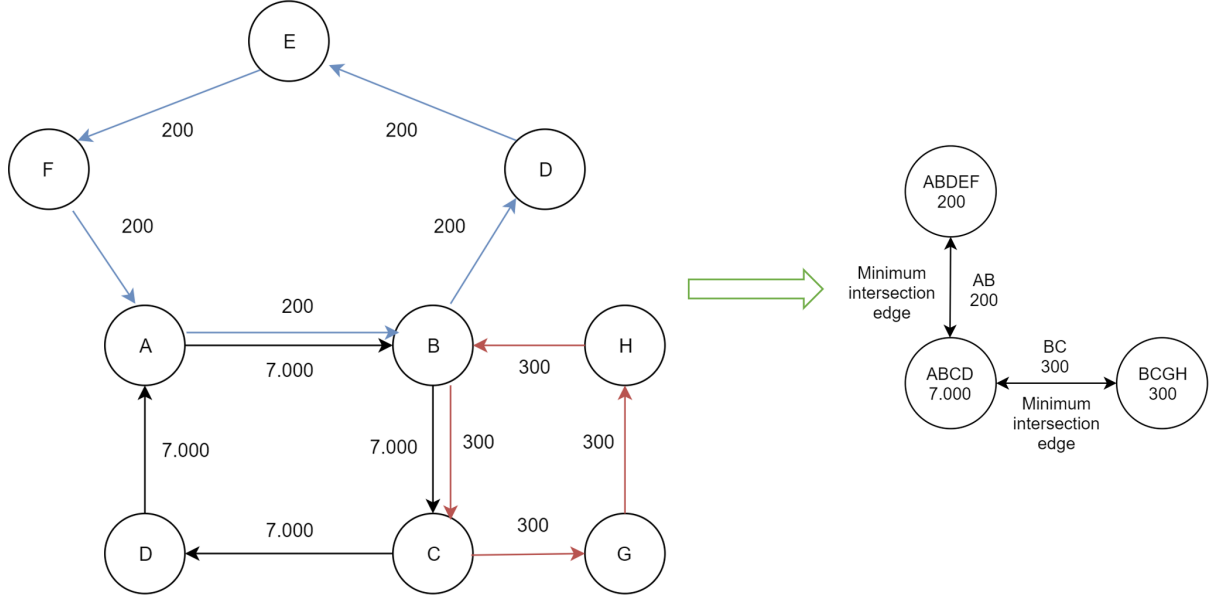 E
200
200
F
D
200
200
ABDEF
200
Minimum
intersection
edge
AB
200
200
A
B
H
7.000
300
BC
300
ABCD
7.000
BCGH
300
Minimum
intersection
edge
7.000
7.000
300
300
7.000
300
D
C
G